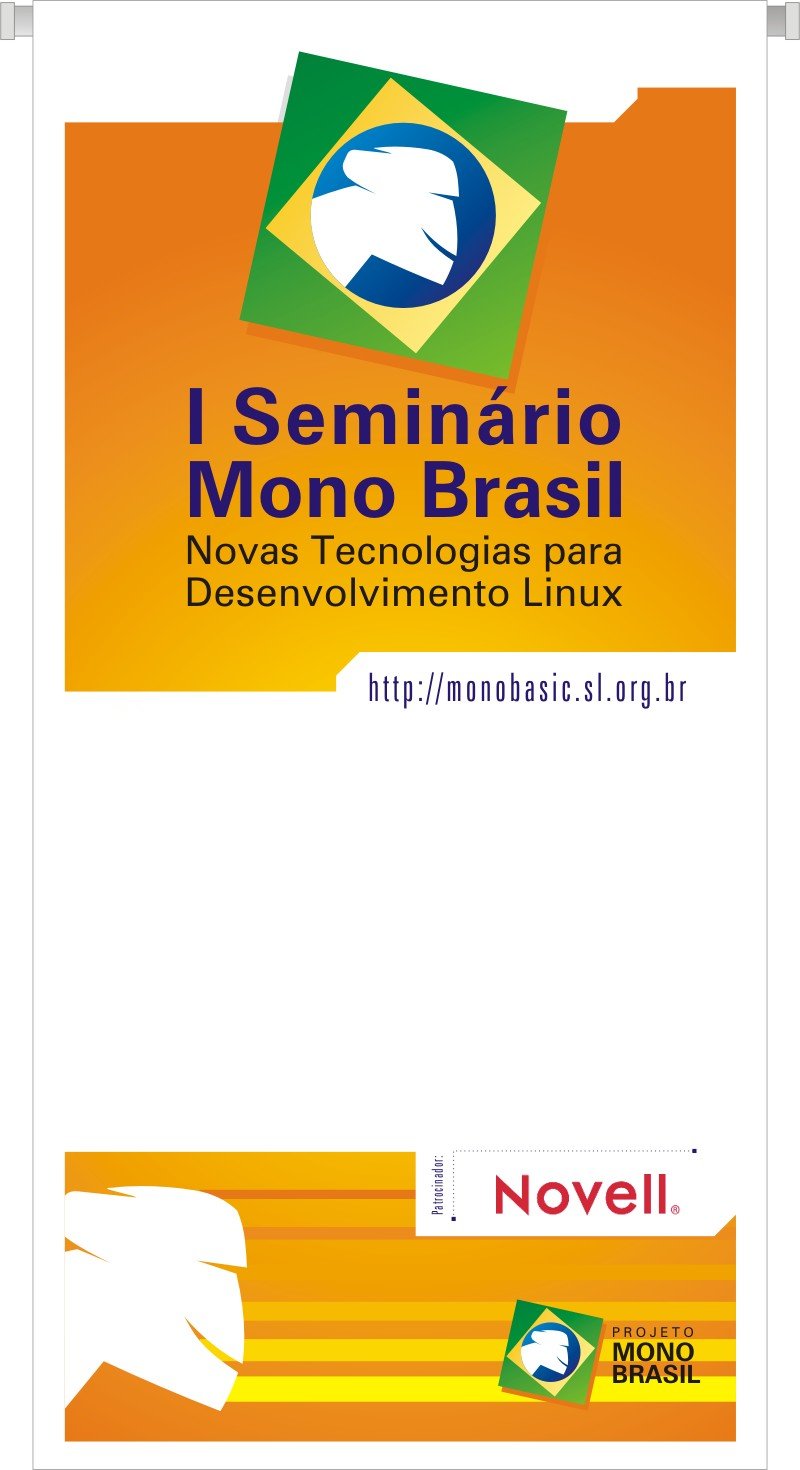 I Seminário
Mono Brasil
Novas Tecnologias para
Desenvolvimento Linux
http://monobasic.sl.org.br
Patrocinador:
Novell®
PROJETO
MONO
BRASIL